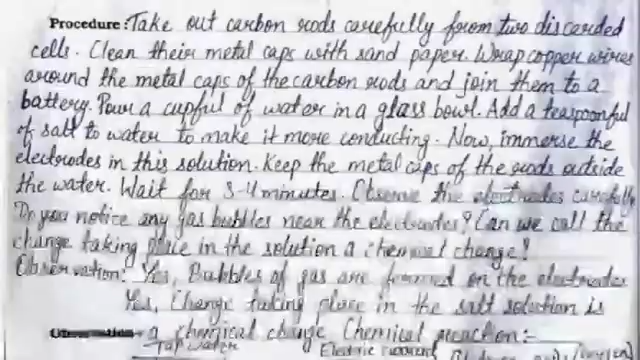 Procedure: Take out carbon rods carefully from two discarded
cells. Clean their metal caps with sand paper. Wrap copper wires
around the metal caps of the carbon rods and join them to a
battery. Pour a cupful of water in a glass bowl. Add a teaspoonful
of salt to water to make it more conducting. Now, immerse the
electrodes in this solution. Keep the metal caps of the rods outside
the water. Wait for 3-4 minutes. Observe the electrodes carefully
Do you notice any gas bubbles near the electrodes? Can we call the
change taking place in the solution a chemical change?
Observation: Yes, Bubbles of gas are formed on the electrodes
Yes, Change taking place in the salt solution is
Observation a chemical change Chemical reaction:-
Tap water Electric current